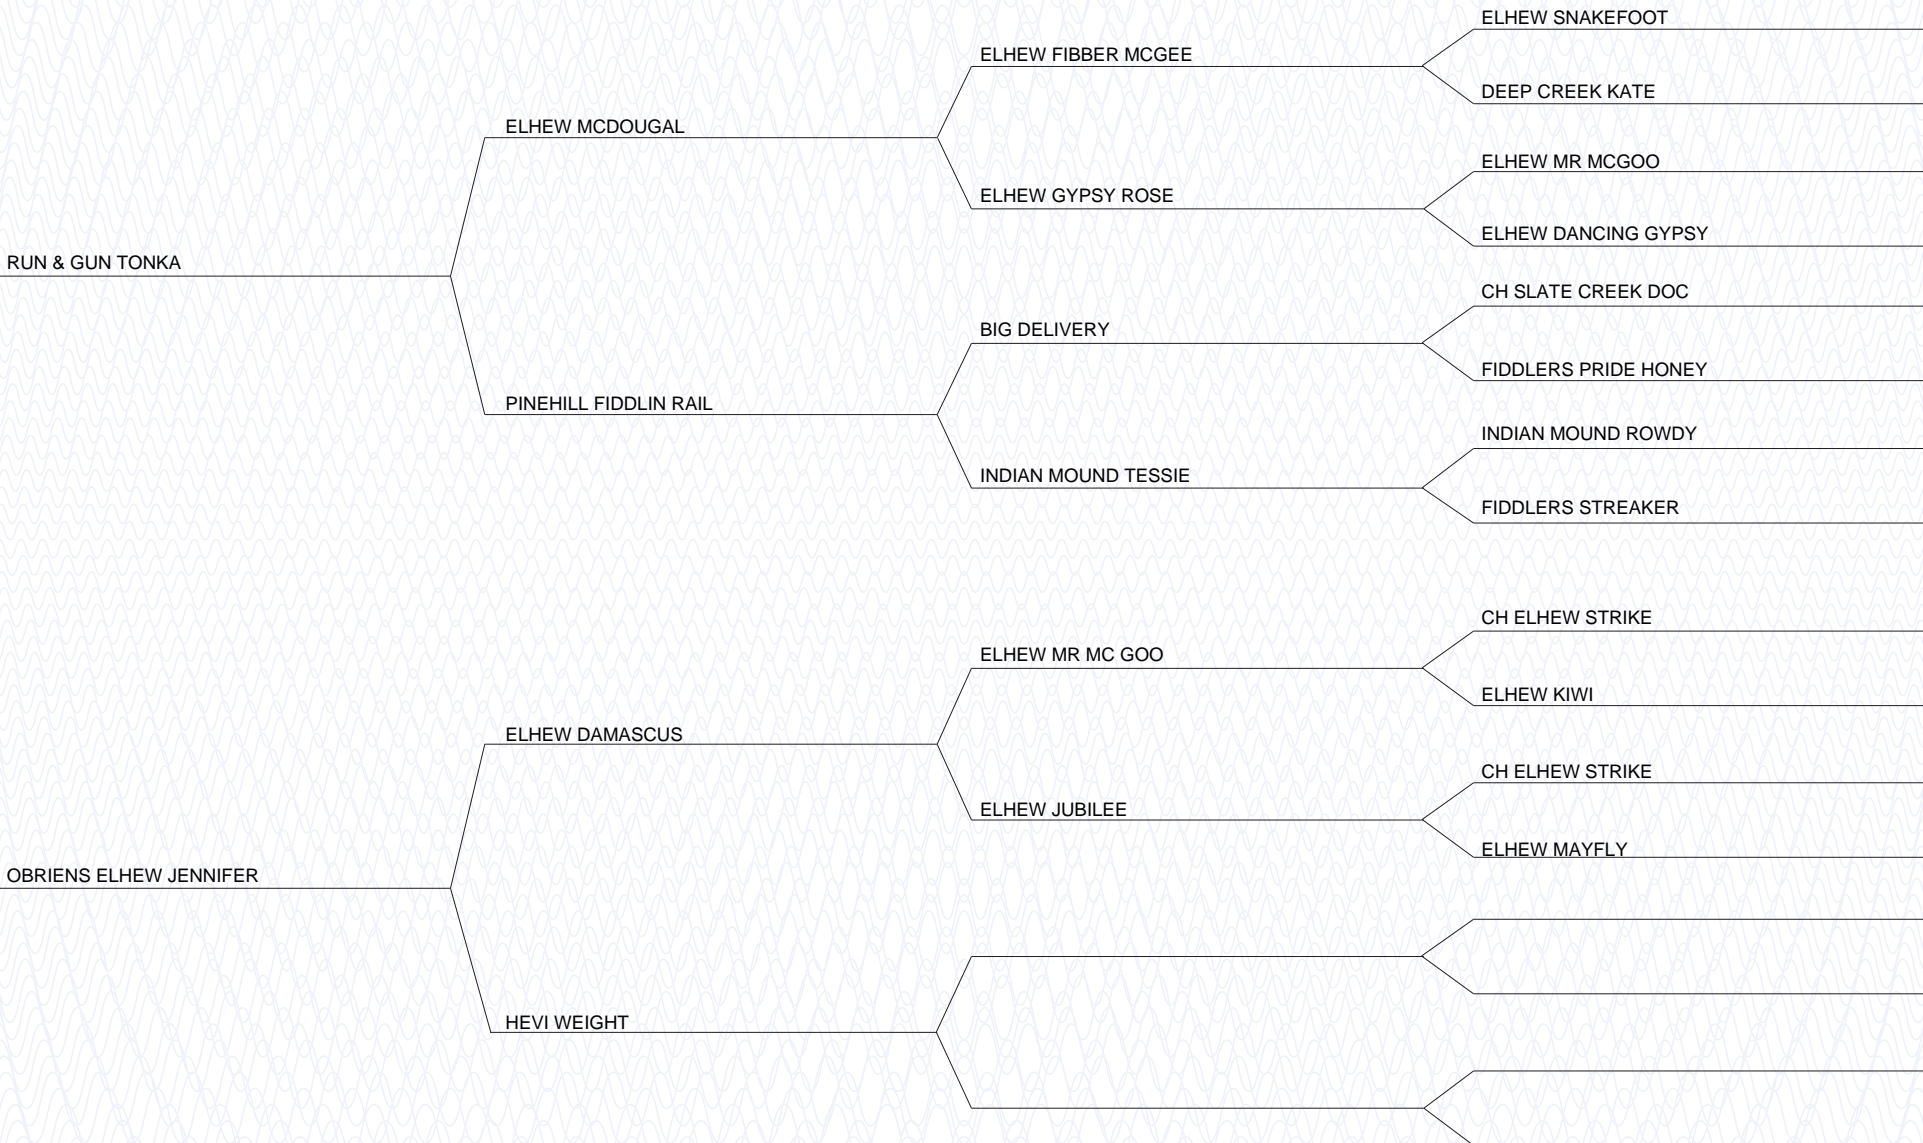 ELHEW SNAKEFOOT
ELHEW FIBBER MCGEE
DEEP CREEK KATE
ELHEW MCDOUGAL
ELHEW MR MCGOO
ELHEW GYPSY ROSE
ELHEW DANCING GYPSY
RUN & GUN TONKA
CH SLATE CREEK DOC
BIG DELIVERY
FIDDLERS PRIDE HONEY
PINEHILL FIDDLIN RAIL
INDIAN MOUND ROWDY
INDIAN MOUND TESSIE
FIDDLERS STREAKER
CH ELHEW STRIKE
ELHEW MR MC GOO
ELHEW KIWI
ELHEW DAMASCUS
CH ELHEW STRIKE
ELHEW JUBILEE
ELHEW MAYFLY
OBRIENS ELHEW JENNIFER
HEVI WEIGHT